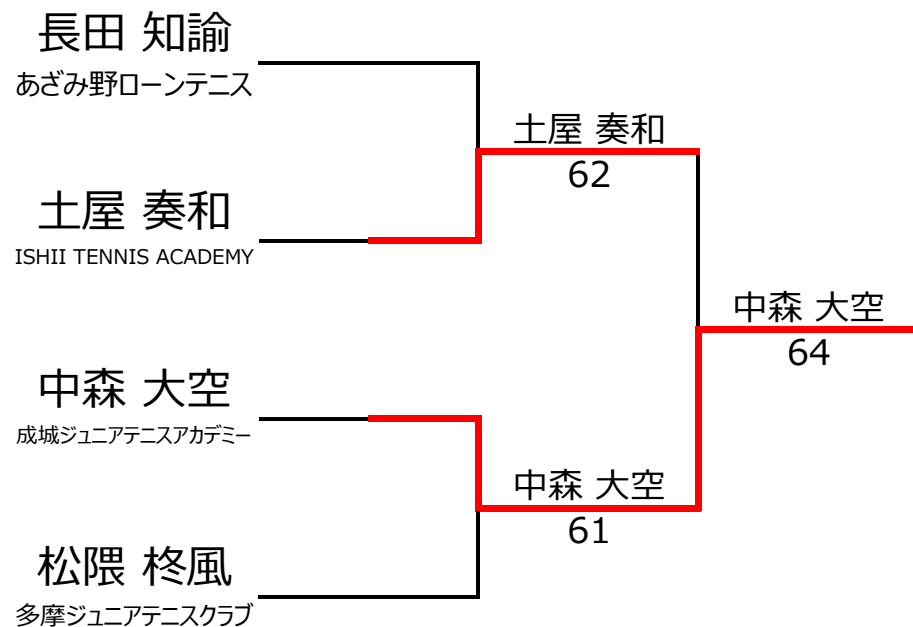 長田 知諭
あざみ野ローンテニス
土屋 奏和
62
土屋 奏和
ISHII TENNIS ACADEMY
中森 大空
64
中森 大空
成城ジュニアテニスアカデミー
中森 大空
61
松隈 柊風
多摩ジュニアテニスクラブ